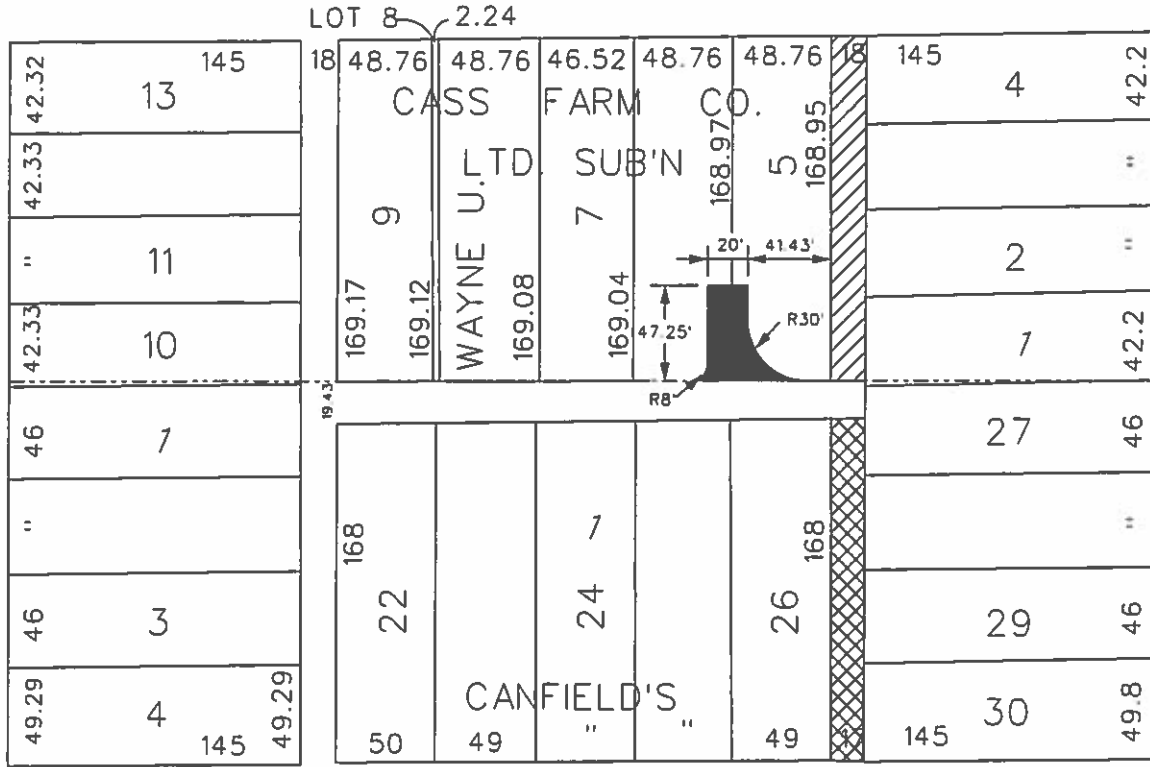 LOT 8 2.24
42.32 145 18 48.76 48.76 46.52 48.76 48.76 18 145 42.2
13 4
CASS FARM CO.
42.33 LTD. SUB'N 168.97 5 168.95 "
WAYNE U.
9 7
" 11 2 "
20' 41.43'
42.33 10 169.17 169.12 169.08 169.04 47.25' R30' 1 42.2
R8'
19.43
46 1 27 46
" 168 1 168 "
22 24 26
46 3 29 46
49.29 4 145 49.29 CANFIELD'S 30 49.8
50 49 " " 49 145